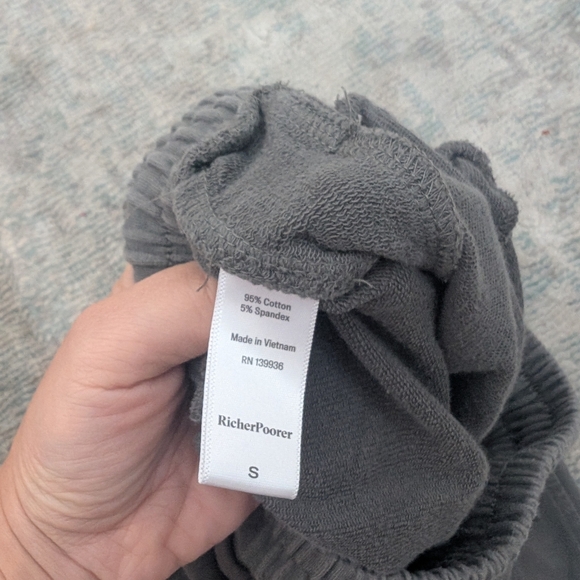 95% Cotton
5% Spandex
Made in Vietnam
RN 139936
RicherPoorer
S